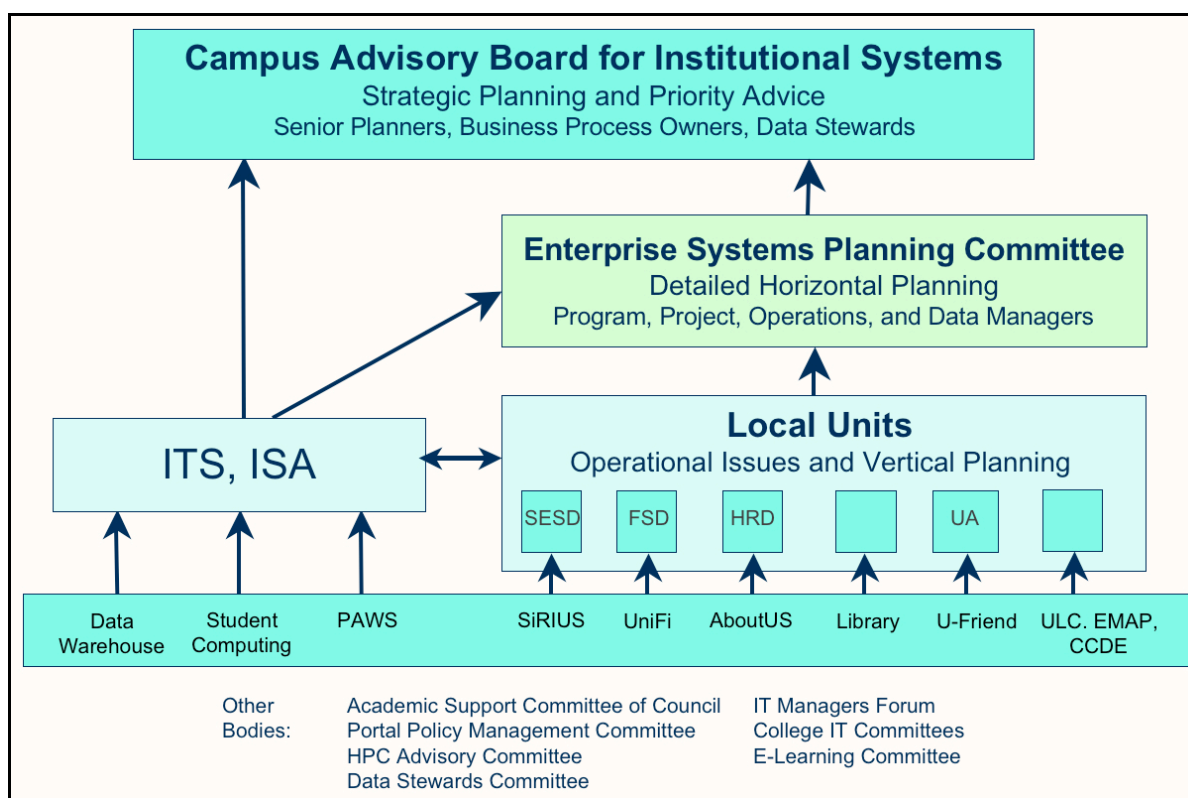 Campus Advisory Board for Institutional Systems
Strategic Planning and Priority Advice
Senior Planners, Business Process Owners, Data Stewards
Enterprise Systems Planning Committee
Detailed Horizontal Planning
Program, Project, Operations, and Data Managers
ITS, ISA
Local Units
Operational Issues and Vertical Planning
SESD
FSD
HRD
UA
Data
Warehouse
Student
Computing
PAWS
SiRIUS
UniFi
AboutUS
Library
U-Friend
ULC. EMAP,
CCDE
Other
Bodies:
Academic Support Committee of Council
Portal Policy Management Committee
HPC Advisory Committee
Data Stewards Committee
IT Managers Forum
College IT Committees
E-Learning Committee